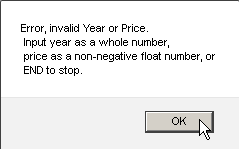 Error, invalid Year or Price.
Input year as a whole number,
price as a non-negative float number, or
END to stop.
OK